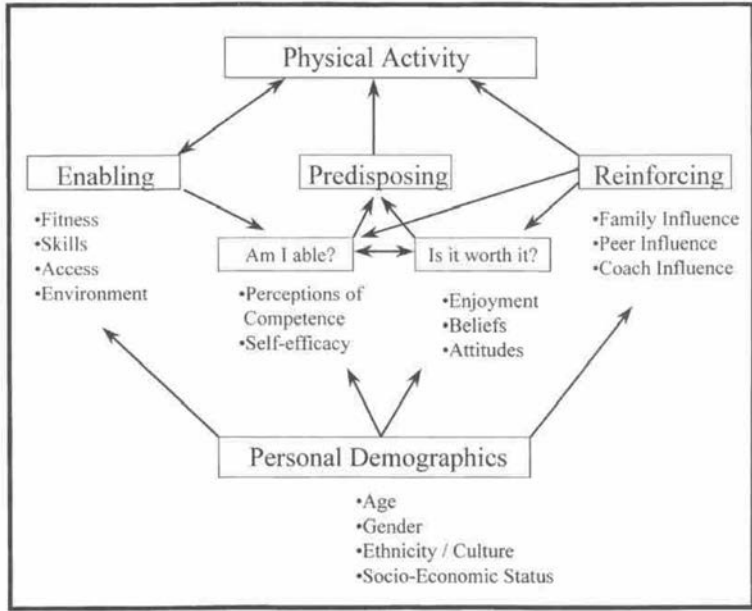 Physical Activity
Enabling
Predisposing
Reinforcing
•Fitness
•Skills
•Access
•Environment
Am I able?
Is it worth it?
•Family Influence
•Peer Influence
•Coach Influence
•Perceptions of
Competence
•Self-efficacy
•Enjoyment
•Beliefs
•Attitudes
Personal Demographics
•Age
•Gender
•Ethnicity / Culture
•Socio-Economic Status